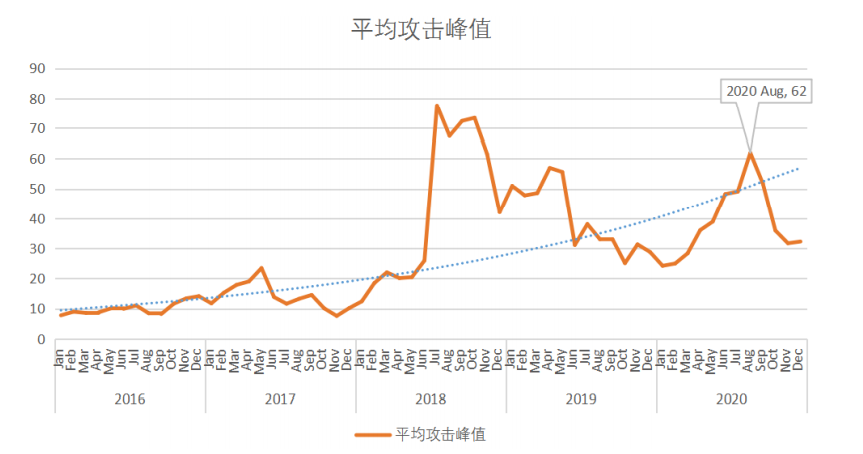 平均攻击峰值
90
80
70
60
50
40
30
20
10
0
2020 Aug, 62
Jan Feb Mar Apr May Jun Jul Aug Sep Oct Nov Dec Jan Feb Mar Apr May Jun Jul Aug Sep Oct Nov Dec Jan Feb Mar Apr May Jun Jul Aug Sep Oct Nov Dec Jan Feb Mar Apr May Jun Jul Aug Sep Oct Nov Dec Jan Feb Mar Apr May Jun Jul Aug Sep Oct Nov Dec
2016 2017 2018 2019 2020
平均攻击峰值